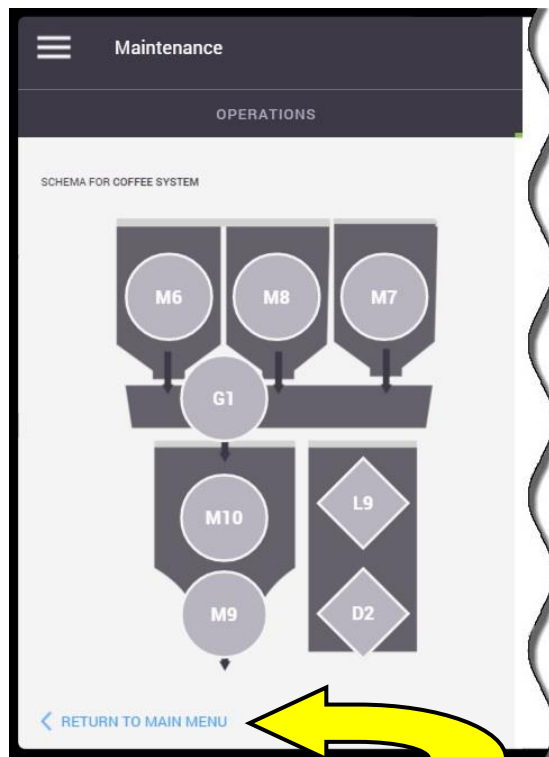 Maintenance
OPERATIONS
SCHEMA FOR COFFEE SYSTEM
M6 M8 M7
G1
M10 L9
M9 D2
RETURN TO MAIN MENU